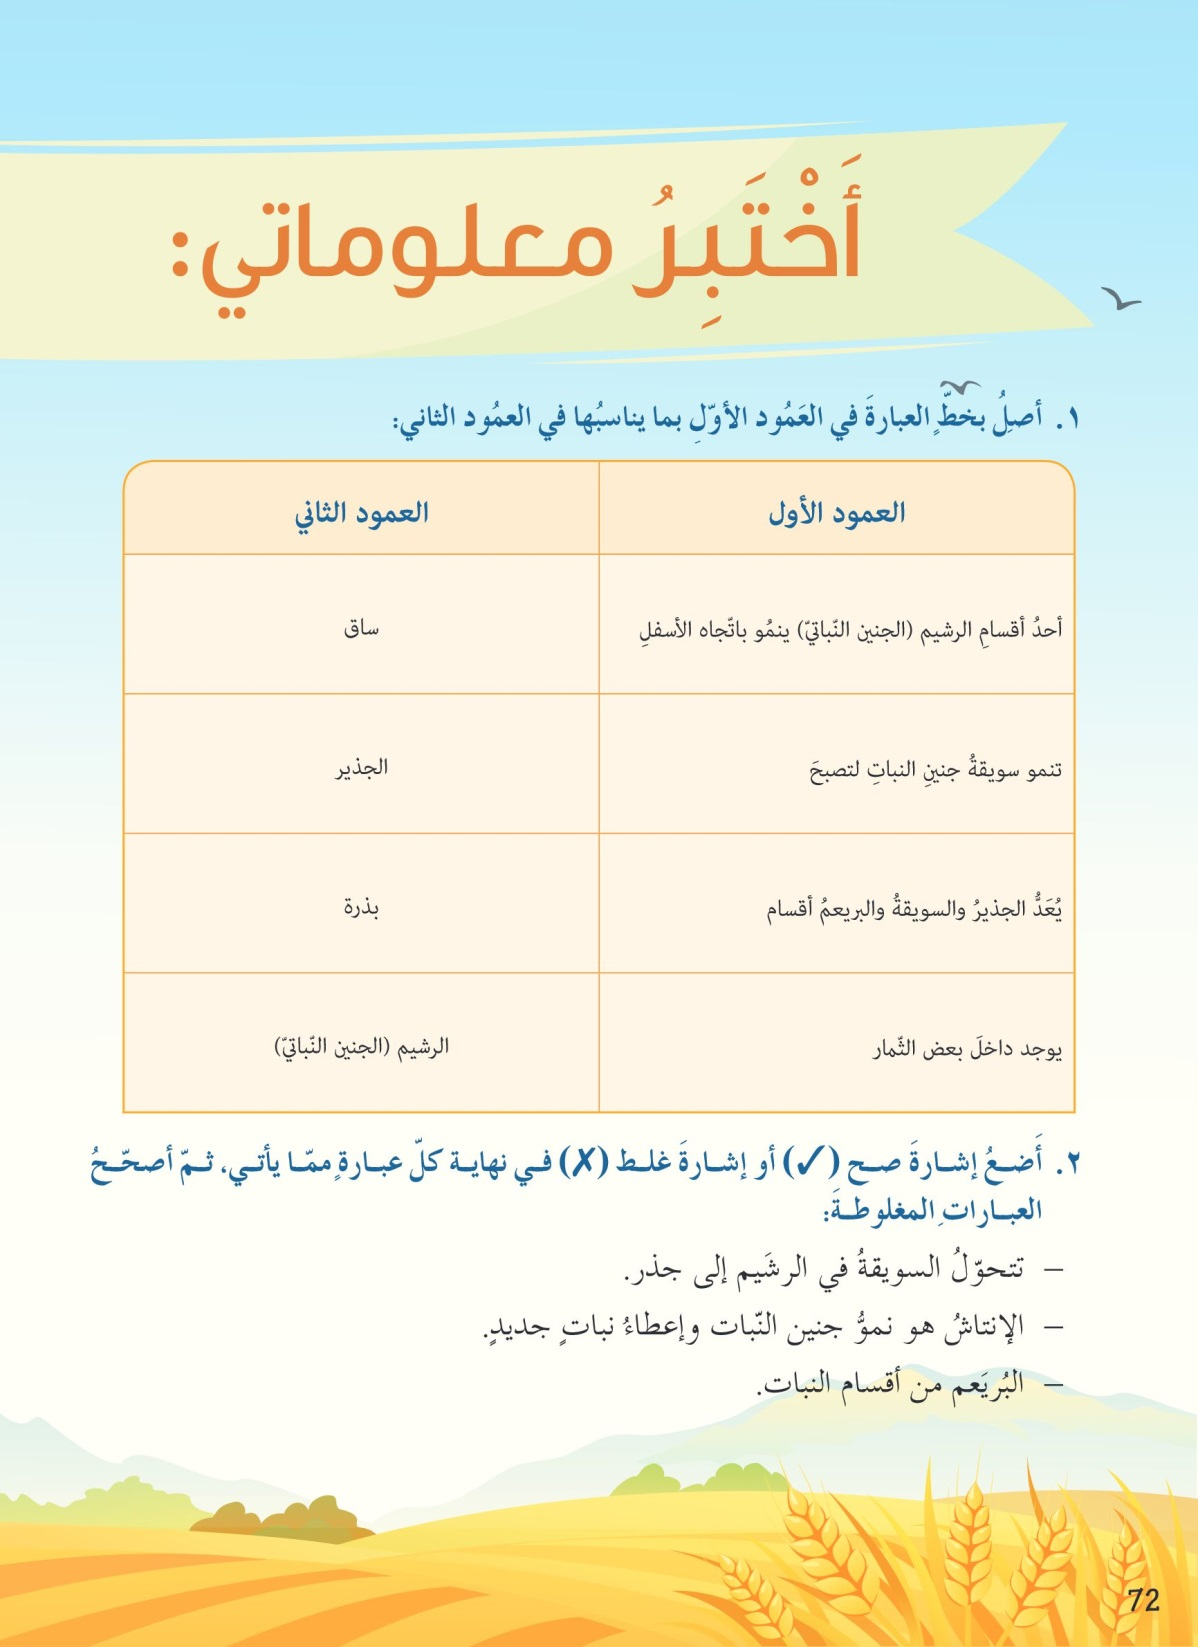 أَخْتَبِرُ معلوماتي:
١. أصلُ بخطٍّ العبارةَ في العَمُود الأوّلِ بما يناسبُها في العمُود الثاني:
العمود الأول
العمود الثاني
أحدُ أقسامِ الرشيم (الجنين النّباتيّ) ينمُو باتّجاه الأسفلِ
ساق
تنمو سويقةُ جنينِ النباتِ لتصبحَ
الجذير
يُعَدُّ الجذيرُ والسويقةُ والبريعمُ أقسام
بذرة
يوجد داخلَ بعض الثّمار
الرشيم (الجنين النّباتيّ)
٢. أَضعُ إشارةَ صح (✓) أو إشارةَ غلط (✗) في نهاية كلّ عبارةٍ ممّا يأتي، ثمّ أصحّحُ
العبارات المغلوطةَ:
– تتحوّلُ السويقةُ في الرشَيم إلى جذر.
– الإنتاشُ هو نموُّ جنين النّبات وإعطاءُ نباتٍ جديدٍ.
– البُريَعم من أقسام النبات.
72